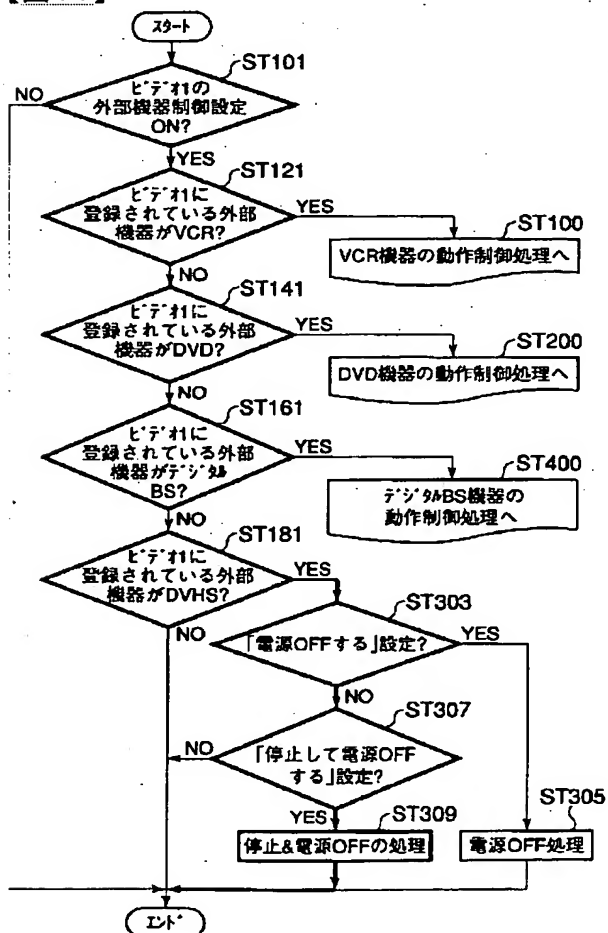 スタート
ST101
ビデオ1の
外部機器制御設定
ON?
NO
YES
ST121
ビデオ1に
登録されている外部
機器がVCR?
YES
ST100
VCR機器の動作制御処理へ
NO
ST141
ビデオ1に
登録されている外部
機器がDVD?
YES
ST200
DVD機器の動作制御処理へ
NO
ST161
ビデオ1に
登録されている外部
機器がデジタル
BS?
YES
ST400
デジタルBS機器の
動作制御処理へ
NO
ST181
ビデオ1に
登録されている外部
機器がDVHS?
YES
NO
ST303
「電源OFFする」設定?
YES
NO
ST307
「停止して電源OFF
する」設定?
NO
YES
ST309
停止&電源OFFの処理
ST305
電源OFF処理
エンド